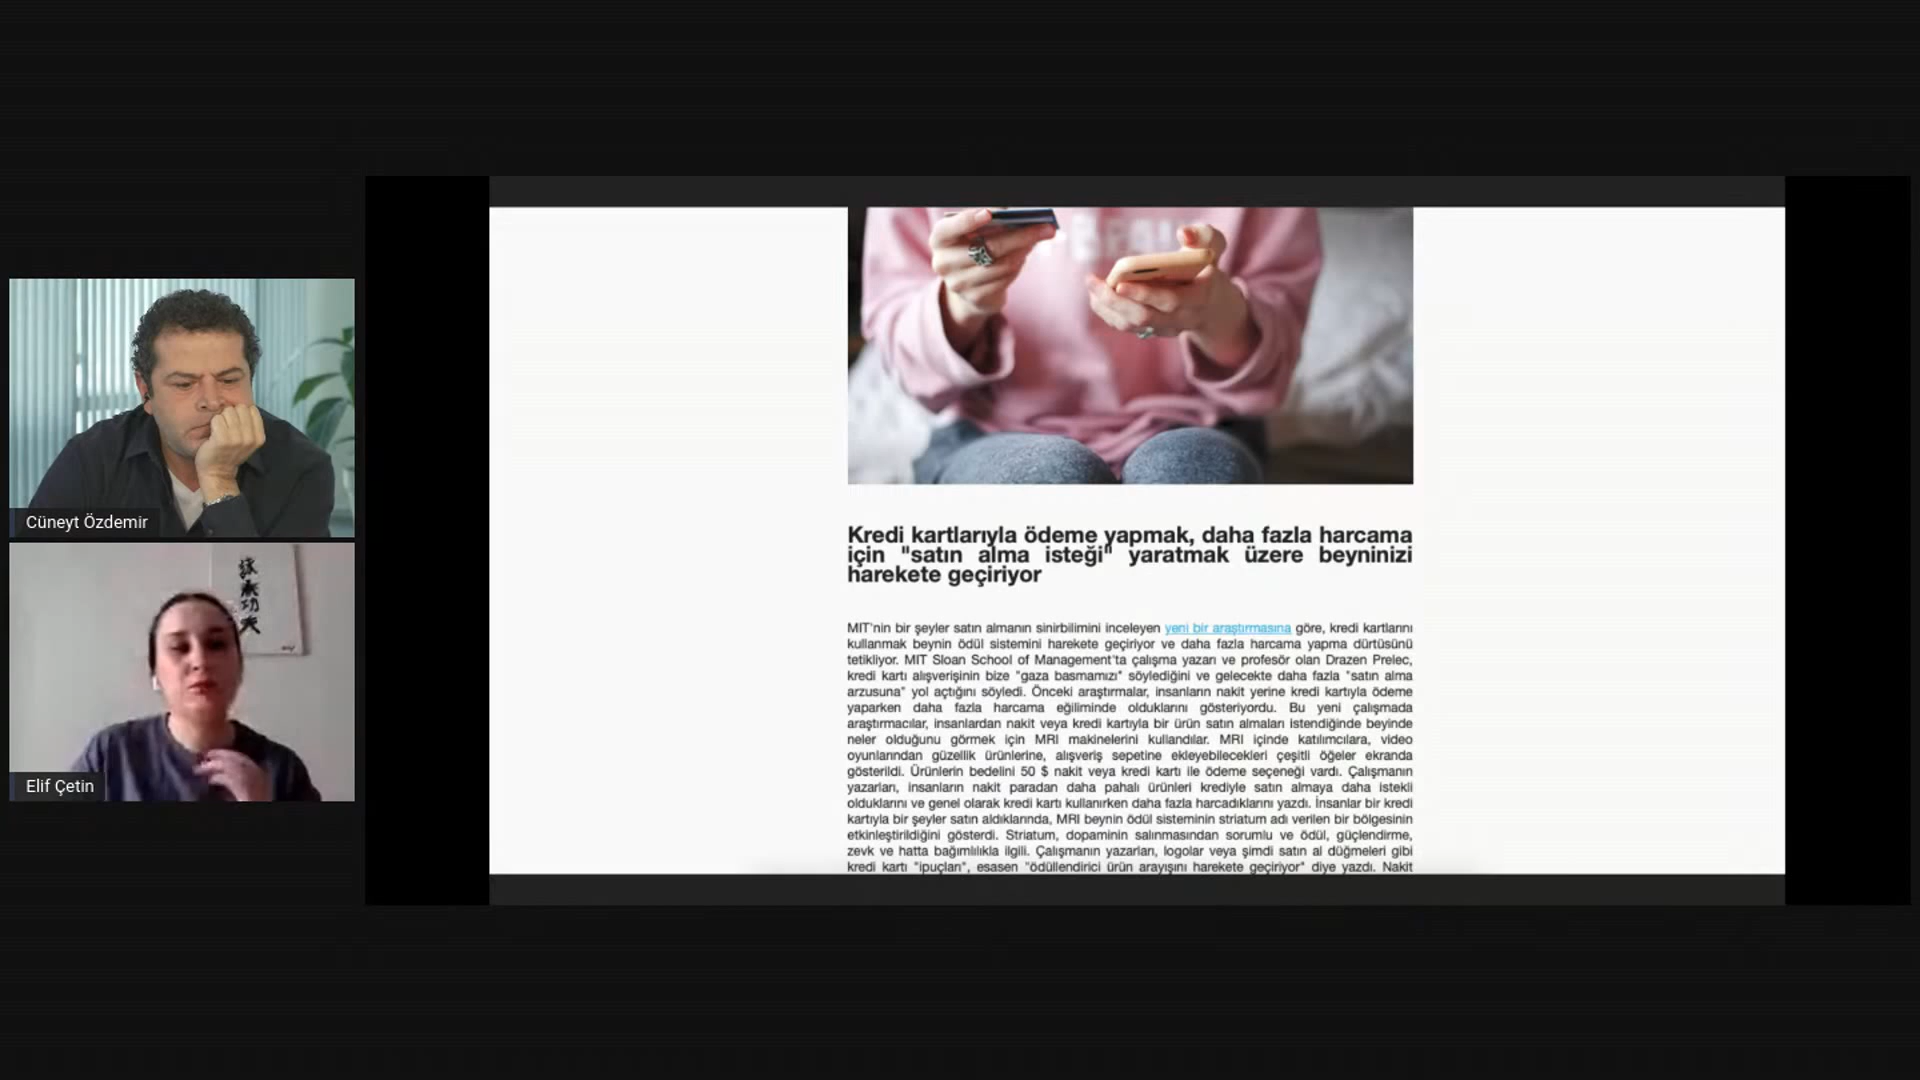 Cüneyt Özdemir
詠
春
功
夫
Elif Çetin
Kredi kartlarıyla ödeme yapmak, daha fazla harcama
için "satın alma isteği" yaratmak üzere beyninizi
harekete geçiriyor
MIT'nin bir şeyler satın almanın sinirbilimini inceleyen yeni bir araştırmasına göre, kredi kartlarını
kullanmak beynin ödül sistemini harekete geçiriyor ve daha fazla harcama yapma dürtüsünü
tetikliyor. MIT Sloan School of Management'ta çalışma yazarı ve profesör olan Drazen Prelec,
kredi kartı alışverişinin bize "gaza basmamızı" söylediğini ve gelecekte daha fazla "satın alma
arzusuna" yol açtığını söyledi. Önceki araştırmalar, insanların nakit yerine kredi kartıyla ödeme
yaparken daha fazla harcama eğiliminde olduklarını gösteriyordu. Bu yeni çalışmada
araştırmacılar, insanlardan nakit veya kredi kartıyla bir ürün satın almaları istendiğinde beyinde
neler olduğunu görmek için MRI makinelerini kullandılar. MRI içinde katılımcılara, video
oyunlarından güzellik ürünlerine, alışveriş sepetine ekleyebilecekleri çeşitli öğeler ekranda
gösterildi. Ürünlerin bedelini 50 $ nakit veya kredi kartı ile ödeme seçeneği vardı. Çalışmanın
yazarları, insanların nakit paradan daha pahalı ürünleri krediyle satın almaya daha istekli
olduklarını ve genel olarak kredi kartı kullanırken daha fazla harcadıklarını yazdı. İnsanlar bir kredi
kartıyla bir şeyler satın aldıklarında, MRI beynin ödül sisteminin striatum adı verilen bir bölgesinin
etkinleştirildiğini gösterdi. Striatum, dopaminin salınmasından sorumlu ve ödül, güçlendirme,
zevk ve hatta bağımlılıkla ilgili. Çalışmanın yazarları, logolar veya şimdi satın al düğmeleri gibi
kredi kartı "ipuçları", esasen "ödüllendirici ürün arayışını harekete geçiriyor" diye yazdı. Nakit